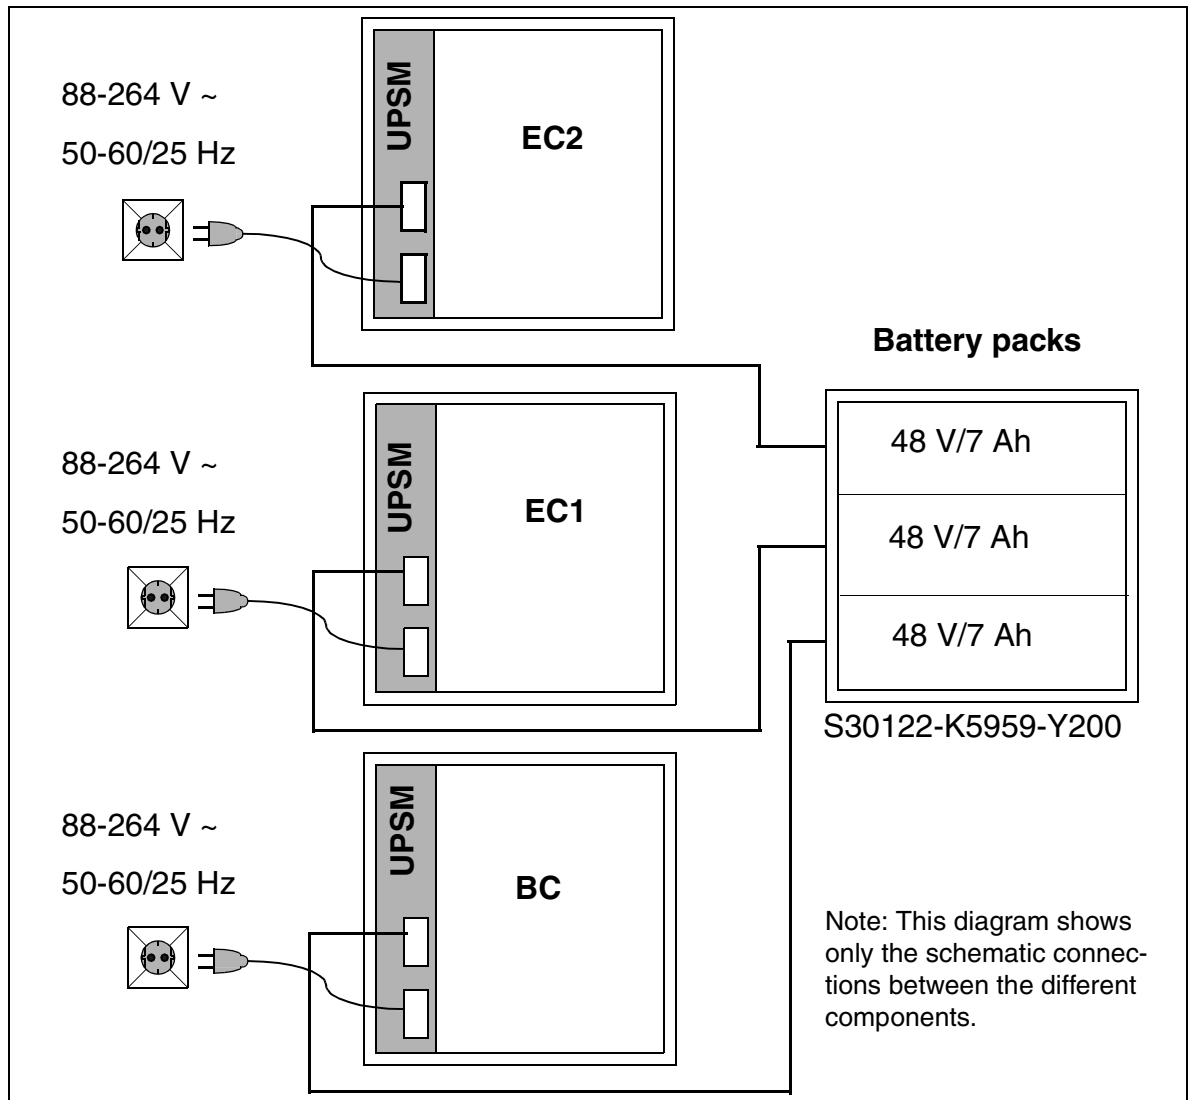 88-264 V ~
50-60/25 Hz
UPSM
EC2
Battery packs
48 V/7 Ah
48 V/7 Ah
48 V/7 Ah
S30122-K5959-Y200
88-264 V ~
50-60/25 Hz
UPSM
EC1
88-264 V ~
50-60/25 Hz
UPSM
BC
Note: This diagram shows
only the schematic connec-
tions between the different
components.